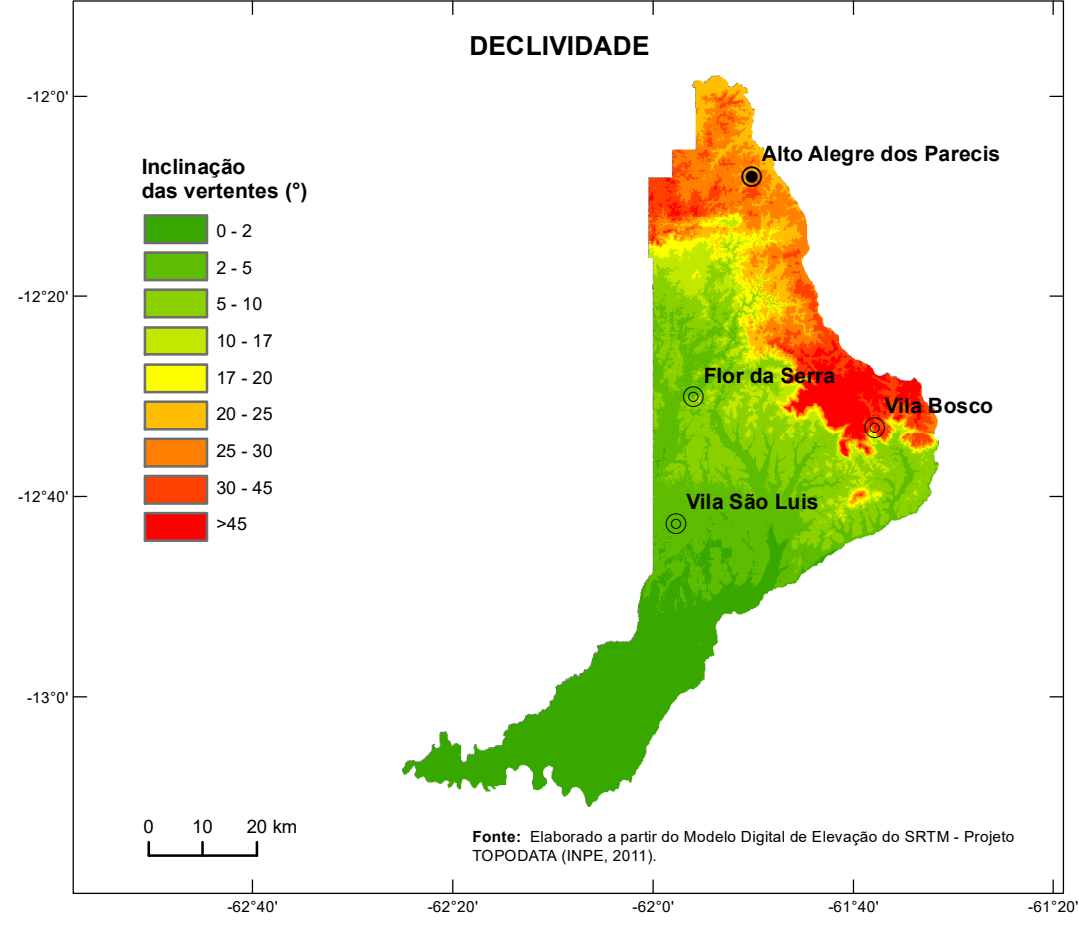 DECLIVIDADE
-12°0'
Alto Alegre dos Parecis
Inclinação
das vertentes (°)
0 - 2
2 - 5
5 - 10
10 - 17
17 - 20
20 - 25
25 - 30
30 - 45
>45
-12°20'
Flor da Serra
Vila Bosco
-12°40'
Vila São Luis
-13°0'
0 10 20 km
Fonte: Elaborado a partir do Modelo Digital de Elevação do SRTM - Projeto
TOPODATA (INPE, 2011).
-62°40' -62°20' -62°0' -61°40' -61°20'